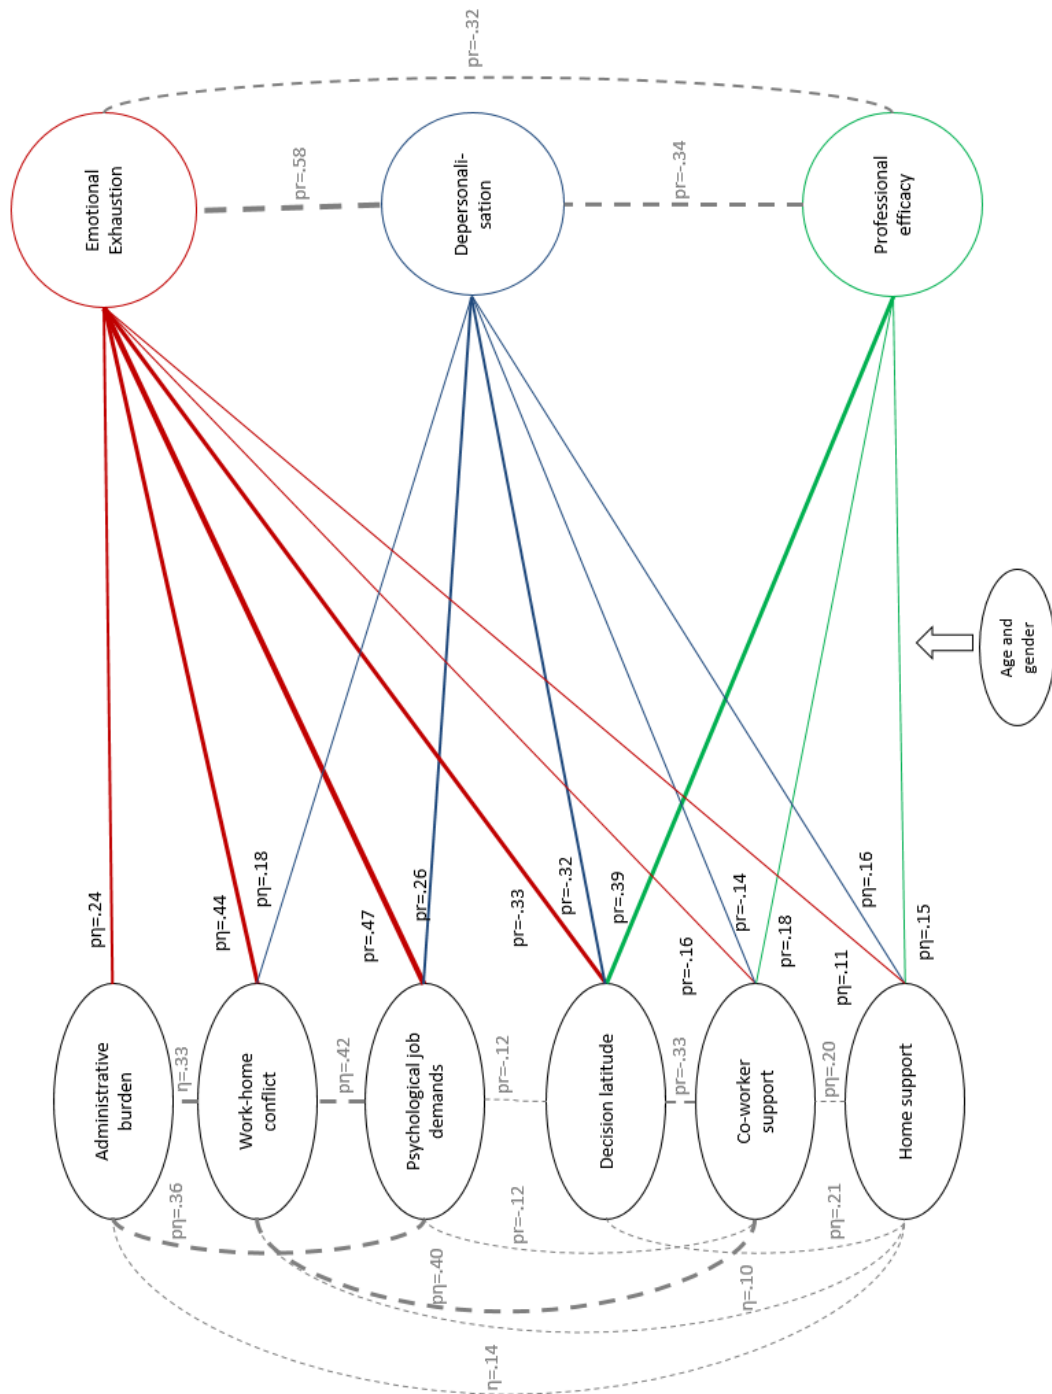 pr=-.32
Emotional
Exhaustion
pr=.58
Depersonali-
sation
pr=-.34
Professional
efficacy
Age and
gender
pη=.24
pη=.44
pη=.18
pr=.47
pr=.26
pr=-.33
pr=-.32
pr=.39
pr=-.16
pr=-.14
pr=.18
pη=.11
pη=.16
pη=.15
Administrative
burden
η=.33
Work-home
conflict
pη=.42
Psychological job
demands
pr=-.12
Decision latitude
pr=-.33
Co-worker
support
pη=.20
Home support
pη=.36
pη=.40
pr=-.12
pη=.21
η=.10
η=.14